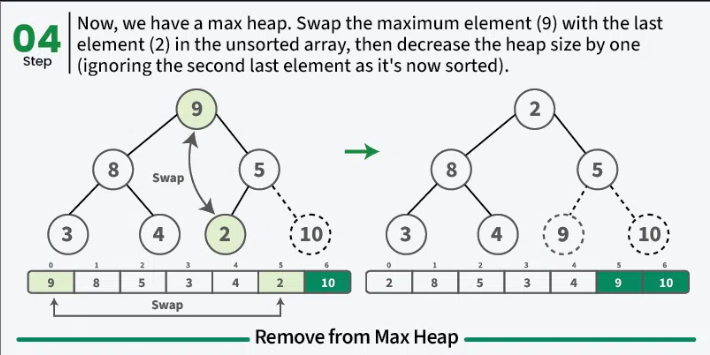 04
Step
Now, we have a max heap. Swap the maximum element (9) with the last
element (2) in the unsorted array, then decrease the heap size by one
(ignoring the second last element as it's now sorted).
9
8
5
Swap
3
4
2
10
0 1 2 3 4 5 6
9 8 5 3 4 2 10
Swap
2
8
5
3
4
9
10
0 1 2 3 4 5 6
2 8 5 3 4 9 10
Remove from Max Heap